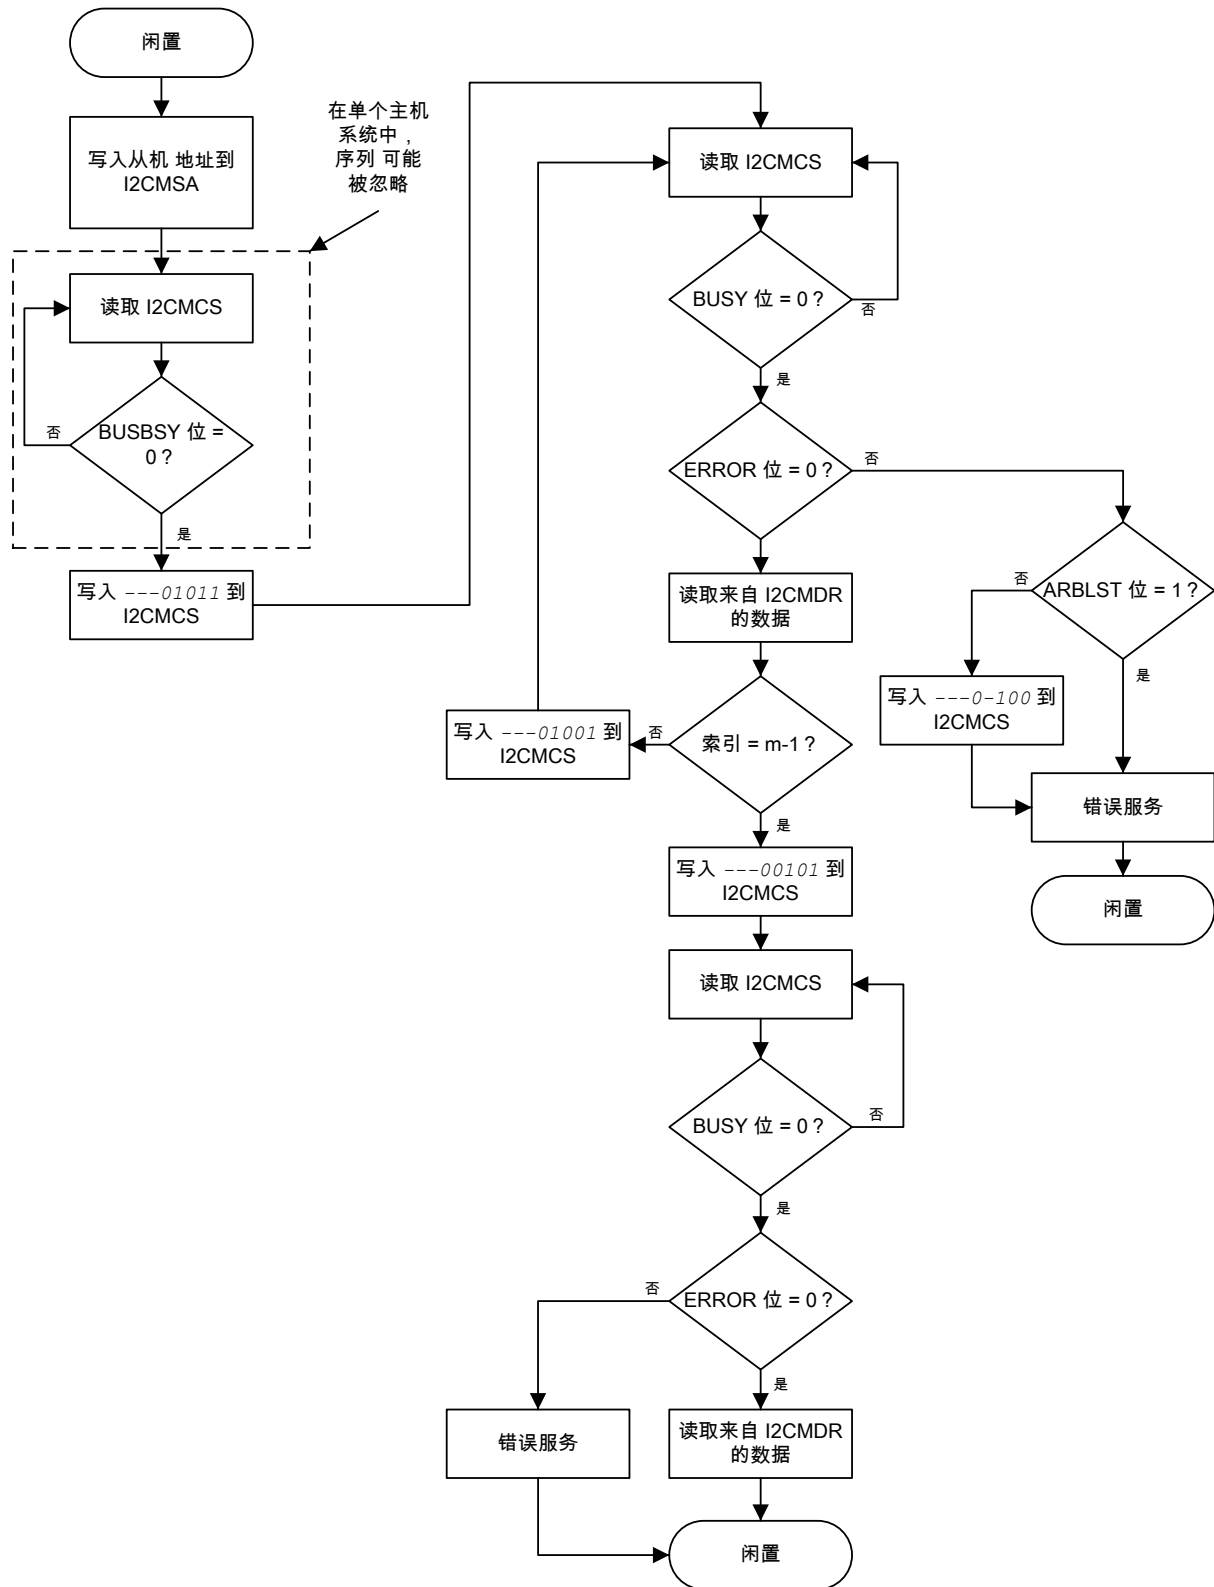 闲置
写入从机 地址到
I2CMSA
在单个主机
系统中，
序列 可能
被忽略
读取 I2CMCS
BUSBSY 位 =
0？
否
是
写入 ---01011 到
I2CMCS
读取 I2CMCS
BUSY 位 = 0？
否
是
ERROR 位 = 0？
否
是
读取来自 I2CMDR
的数据
ARBLST 位 = 1？
否
是
写入 ---0-100 到
I2CMCS
错误服务
闲置
索引 = m-1？
否
写入 ---01001 到
I2CMCS
是
写入 ---00101 到
I2CMCS
读取 I2CMCS
BUSY 位 = 0？
否
是
ERROR 位 = 0？
否
是
错误服务
读取来自 I2CMDR
的数据
闲置